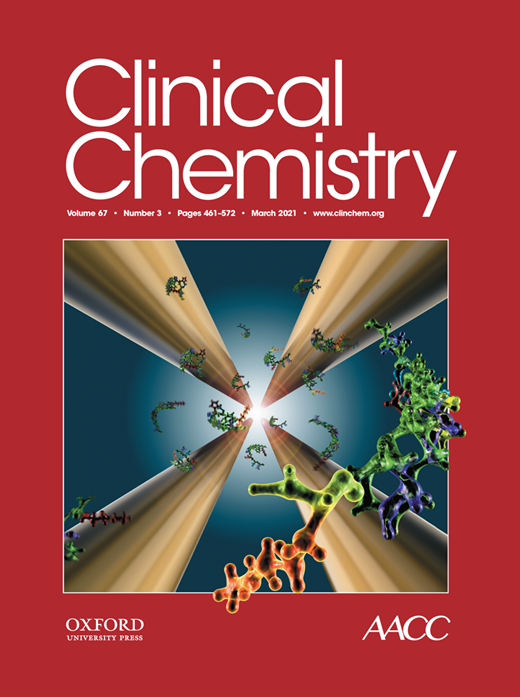 Clinical
Chemistry
Volume 67 • Number 3 • Pages 461–572 • March 2021 • www.clinchem.org
OXFORD
UNIVERSITY PRESS
AACC